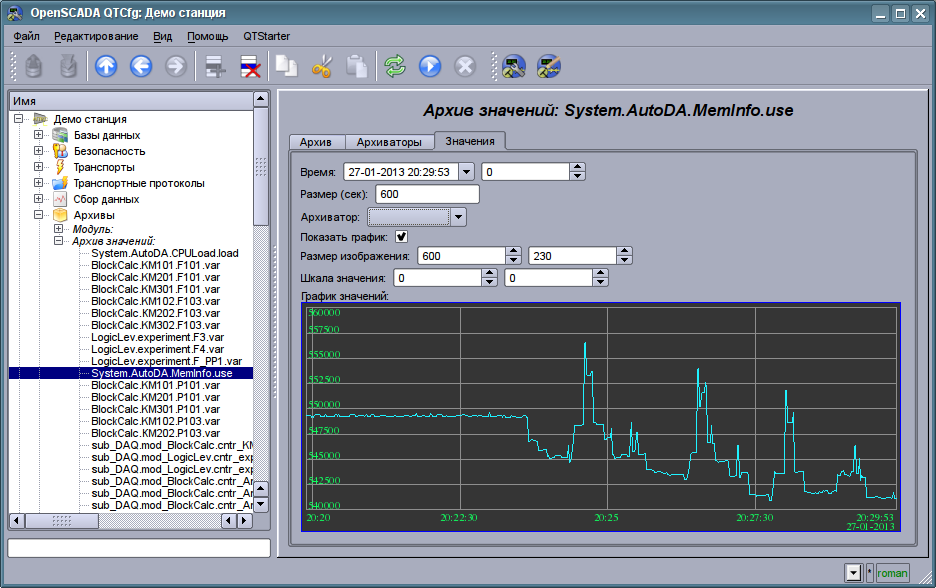 OpenSCADA QTCfg: Демо станция
Файл Редактирование Вид Помощь QTStarter
Имя
Демо станция
Базы данных
Безопасность
Транспорты
Транспортные протоколы
Сбор данных
Архивы
Модуль:
Архив значений:
System.AutoDA.CPULoad.load
BlockCalc.KM101.F101.var
BlockCalc.KM201.F101.var
BlockCalc.KM301.F101.var
BlockCalc.KM102.F103.var
BlockCalc.KM202.F103.var
BlockCalc.KM302.F103.var
LogicLev.experiment.F3.var
LogicLev.experiment.F4.var
LogicLev.experiment.F_PP1.var
System.AutoDA.MemInfo.use
BlockCalc.KM101.P101.var
BlockCalc.KM201.P101.var
BlockCalc.KM301.P101.var
BlockCalc.KM102.P103.var
BlockCalc.KM202.P103.var
sub_DAQ.mod_BlockCalc.cntr_KM
sub_DAQ.mod_LogicLev.cntr_exp
sub_DAQ.mod_LogicLev.cntr_exp
sub_DAQ.mod_BlockCalc.cntr_An
sub_DAQ.mod_BlockCalc.cntr_An
sub_DAQ.mod_BlockCalc.cntr_An
Архив значений: System.AutoDA.MemInfo.use
Архив Архиваторы Значения
Время: 27-01-2013 20:29:53 0
Размер (сек): 600
Архиватор:
Показать график:
Размер изображения: 600 230
Шкала значения: 0 0
График значений:
560000
557500
555000
552500
550000
547500
545000
542500
540000
20:20 20:22:30 20:25 20:27:30 20:29:53
27-01-2013
* roman